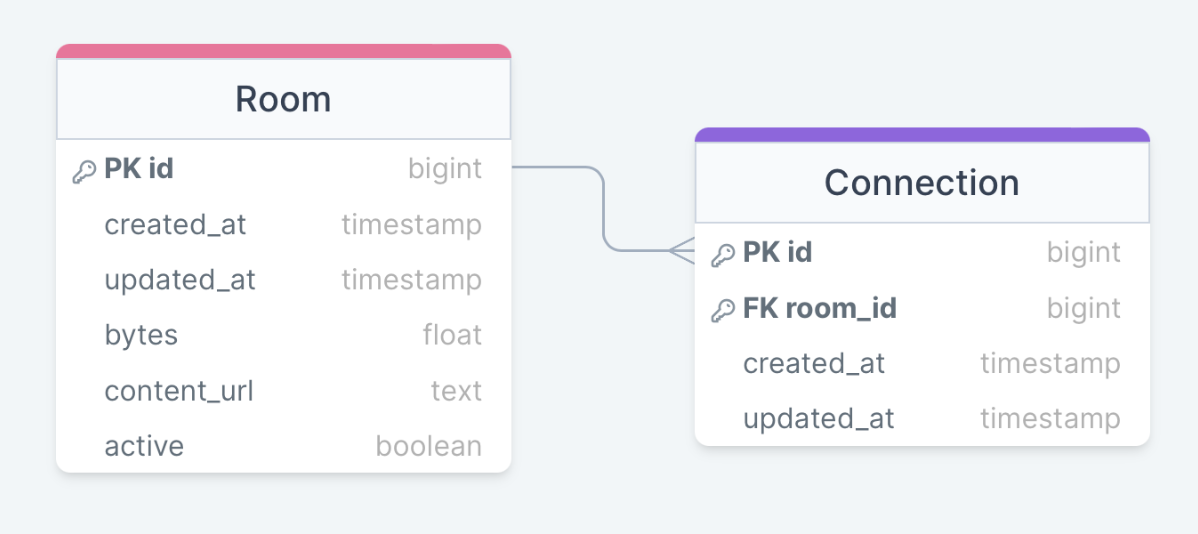 Room
PK id bigint
created_at timestamp
updated_at timestamp
bytes float
content_url text
active boolean
Connection
PK id bigint
FK room_id bigint
created_at timestamp
updated_at timestamp